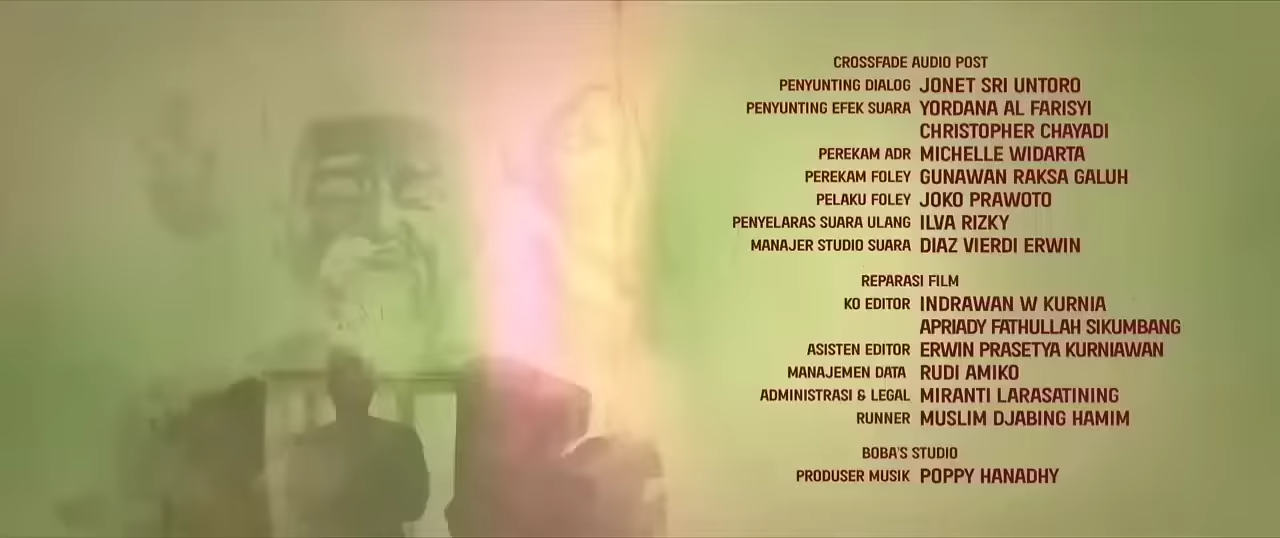 CROSSFADE AUDIO POST
PENYUNTING DIALOG JONET SRI UNTORO
PENYUNTING EFEK SUARA YORDANA AL FARISYI
CHRISTOPHER CHAYADI
PEREKAM ADR MICHELLE WIDARTA
PEREKAM FOLEY GUNAWAN RAKSA GALUH
PELAKU FOLEY JOKO PRAWOTO
PENYELARAS SUARA ULANG ILVA RIZKY
MANAJER STUDIO SUARA DIAZ VIERDI ERWIN
REPARASI FILM
KO EDITOR INDRAWAN W KURNIA
APRIADY FATHULLAH SIKUMBANG
ASISTEN EDITOR ERWIN PRASETYA KURNIAWAN
MANAJEMEN DATA RUDI AMIKO
ADMINISTRASI & LEGAL MIRANTI LARASATINING
RUNNER MUSLIM DJABING HAMIM
BOBA'S STUDIO
PRODUSER MUSIK POPPY HANADHY